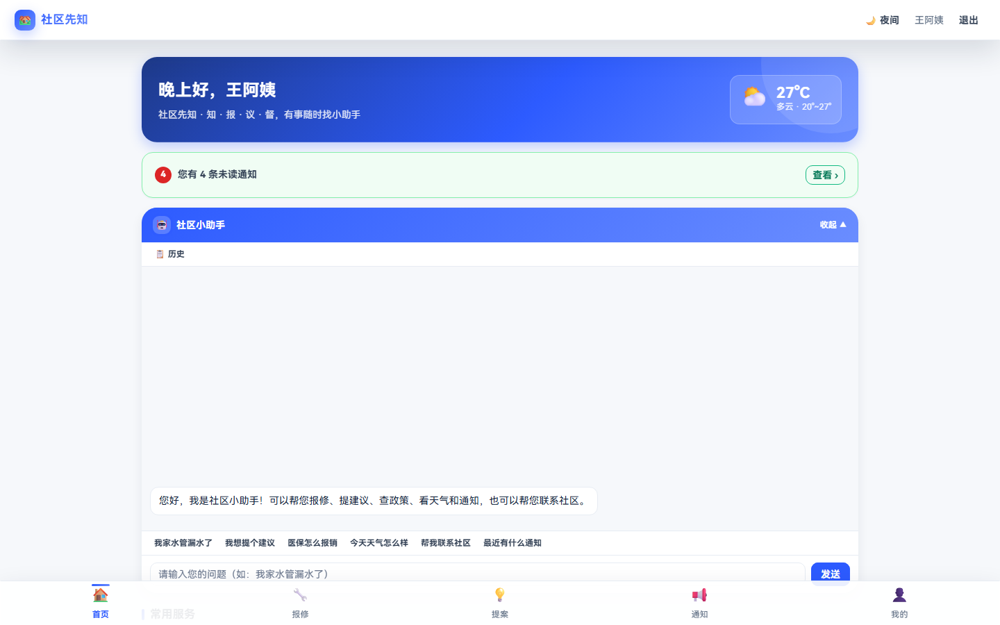 社区先知
🌙 夜间 王阿姨 退出
晚上好，王阿姨
社区先知 · 知 · 报 · 议 · 督，有事随时找小助手
27°C
多云 · 20°~27°
4 您有 4 条未读通知
查看 ›
社区小助手
收起 ▲
📋 历史
您好，我是社区小助手！可以帮您报修、提建议、查政策、看天气和通知，也可以帮您联系社区。
我家水管漏水了 我想提个建议 医保怎么报销 今天天气怎么样 帮我联系社区 最近有什么通知
请输入您的问题（如：我家水管漏水了）
发送
常用服务
首页 报修 提案 通知 我的